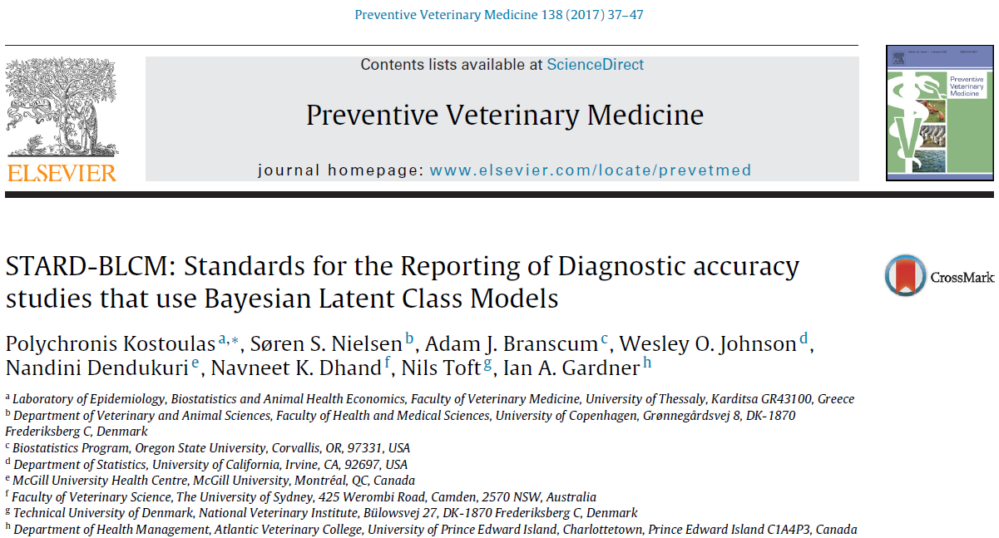 Preventive Veterinary Medicine 138 (2017) 37–47
Contents lists available at ScienceDirect
Preventive Veterinary Medicine
journal homepage: www.elsevier.com/locate/prevetmed
ELSEVIER
Preventive
Veterinary
Medicine
STARD-BLCM: Standards for the Reporting of Diagnostic accuracy
studies that use Bayesian Latent Class Models
CrossMark
Polychronis Kostoulas a,*, Søren S. Nielsen b, Adam J. Branscum c, Wesley O. Johnson d,
Nandini Dendukuri e, Navneet K. Dhand f, Nils Toft g, Ian A. Gardner h
a Laboratory of Epidemiology, Biostatistics and Animal Health Economics, Faculty of Veterinary Medicine, University of Thessaly, Karditsa GR43100, Greece
b Department of Veterinary and Animal Sciences, Faculty of Health and Medical Sciences, University of Copenhagen, Grønnegårdsvej 8, DK-1870
Frederiksberg C, Denmark
c Biostatistics Program, Oregon State University, Corvallis, OR, 97331, USA
d Department of Statistics, University of California, Irvine, CA, 92697, USA
e McGill University Health Centre, McGill University, Montréal, QC, Canada
f Faculty of Veterinary Science, The University of Sydney, 425 Werombi Road, Camden, 2570 NSW, Australia
g Technical University of Denmark, National Veterinary Institute, Bülowsvej 27, DK-1870 Frederiksberg C, Denmark
h Department of Health Management, Atlantic Veterinary College, University of Prince Edward Island, Charlottetown, Prince Edward Island C1A4P3, Canada